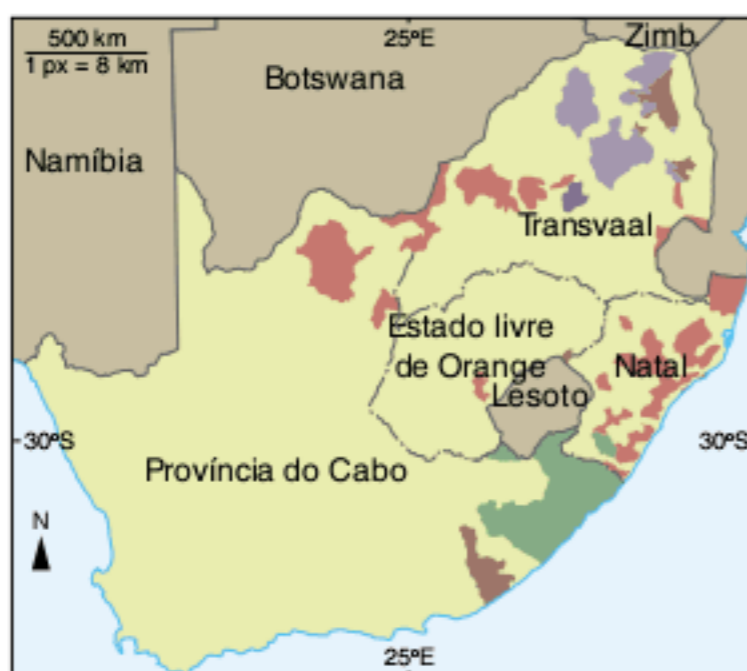 500 km
1 px = 8 km
25ºE
Zimb.
Botswana
Namíbia
Transvaal
Estado livre
de Orange
Natal
Lesoto
30ºS
30ºS
Província do Cabo
N
25ºE